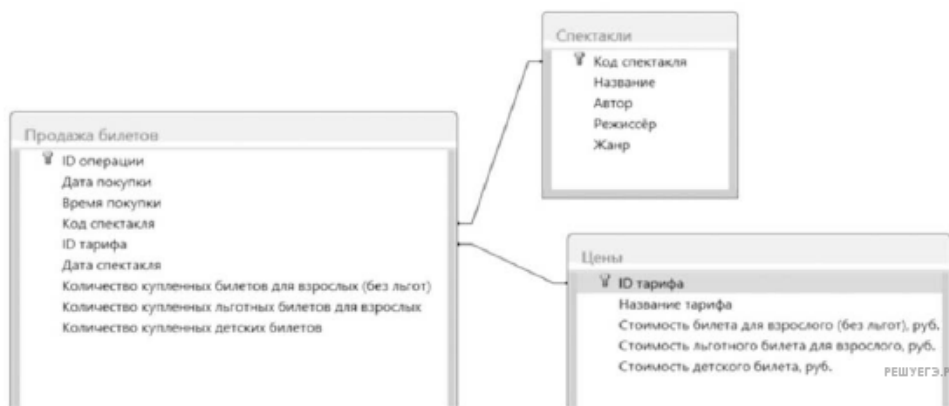 Спектакли
Код спектакля
Название
Автор
Режиссёр
Жанр
Продажа билетов
ID операции
Дата покупки
Время покупки
Код спектакля
ID тарифа
Дата спектакля
Количество купленных билетов для взрослых (без льгот)
Количество купленных льготных билетов для взрослых
Количество купленных детских билетов
Цены
ID тарифа
Название тарифа
Стоимость билета для взрослого (без льгот), руб.
Стоимость льготного билета для взрослого, руб.
Стоимость детского билета, руб.
РЕШУЕГЭ.Р